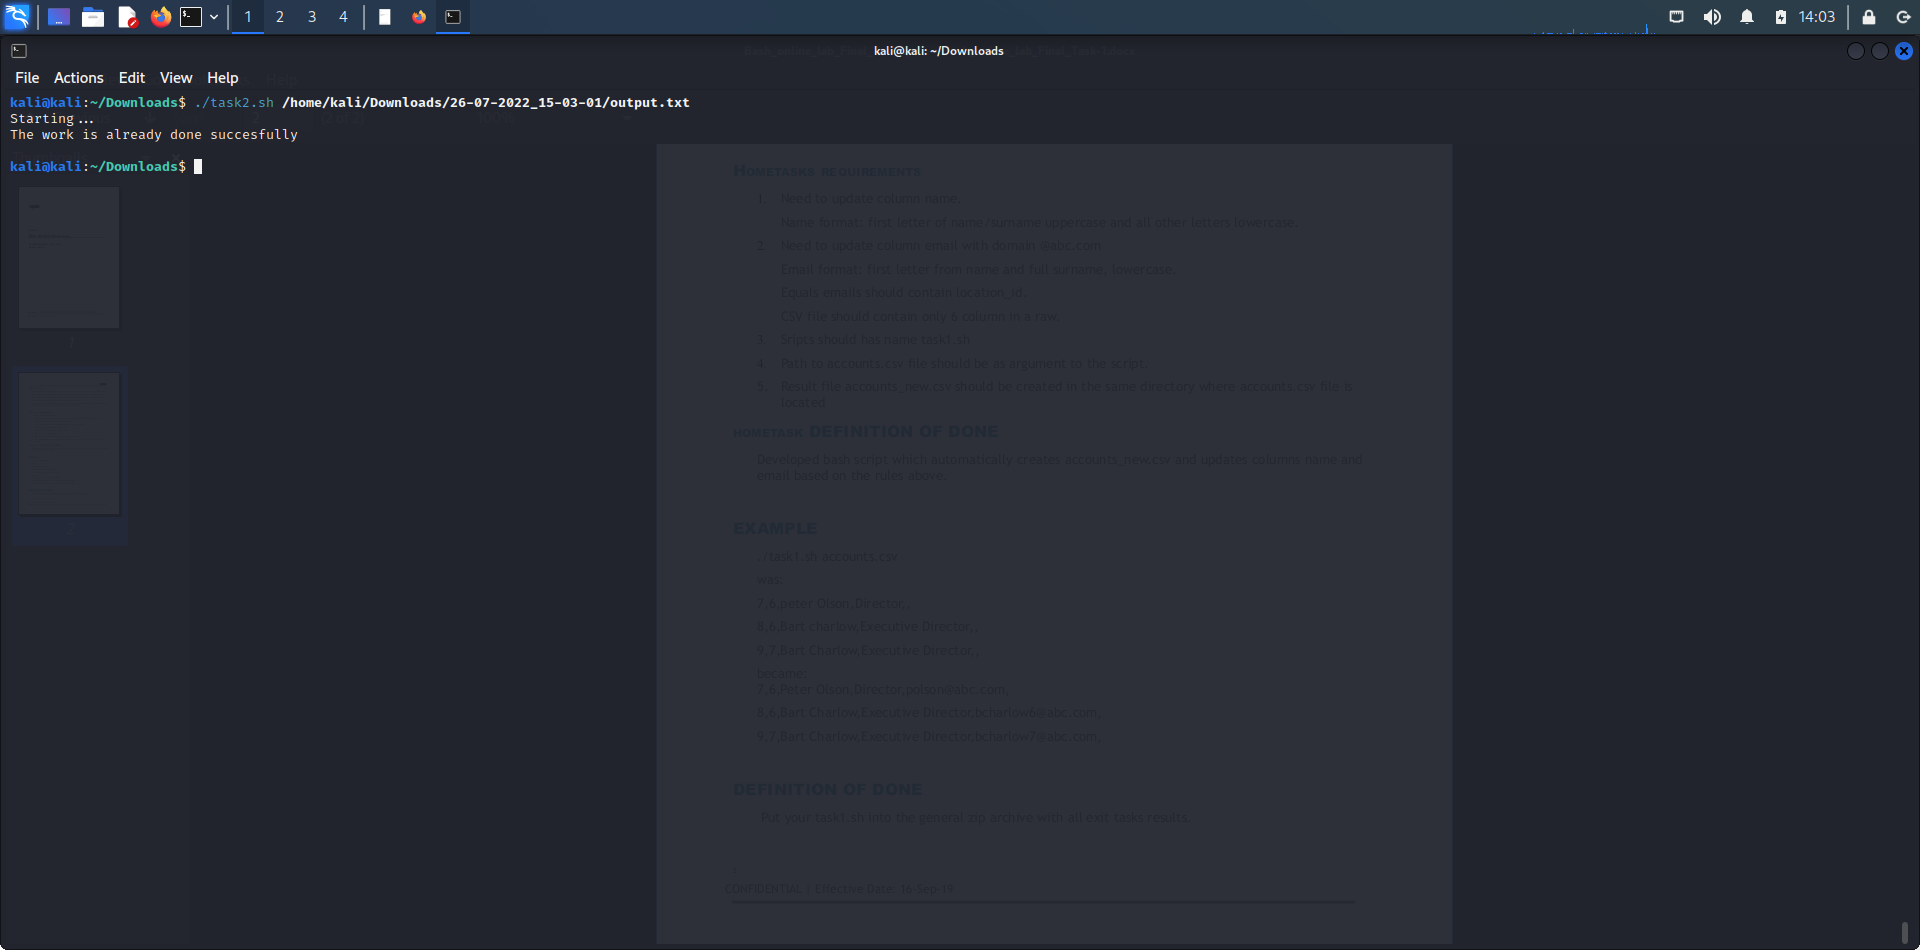 1 2 3 4
14:03
kali@kali: ~/Downloads
File Actions Edit View Help
kali@kali:~/Downloads$ ./task2.sh /home/kali/Downloads/26-07-2022_15-03-01/output.txt
Starting...
The work is already done succesfully
kali@kali:~/Downloads$
HOMETASKS REQUIREMENTS
1. Need to update column name.
Name format: first letter of name/surname uppercase and all other letters lowercase.
2. Need to update column email with domain @abc.com
Email format: first letter from name and full surname, lowercase.
Equals emails should contain location_id.
CSV file should contain only 6 column in a raw.
3. Sripts should has name task1.sh
4. Path to accounts.csv file should be as argument to the script.
5. Result file accounts_new.csv should be created in the same directory where accounts.csv file is
located
HOMETASK DEFINITION OF DONE
Developed bash script which automatically creates accounts_new.csv and updates columns name and
email based on the rules above.
EXAMPLE
./task1.sh accounts.csv
was:
7,6,peter Olson,Director,,
8,6,Bart charlow,Executive Director,,
9,7,Bart Charlow,Executive Director,,
became:
7,6,Peter Olson,Director,polson@abc.com,
8,6,Bart Charlow,Executive Director,bcharlow6@abc.com,
9,7,Bart Charlow,Executive Director,bcharlow7@abc.com,
DEFINITION OF DONE
Put your task1.sh into the general zip archive with all exit tasks results.
CONFIDENTIAL | Effective Date: 16-Sep-19